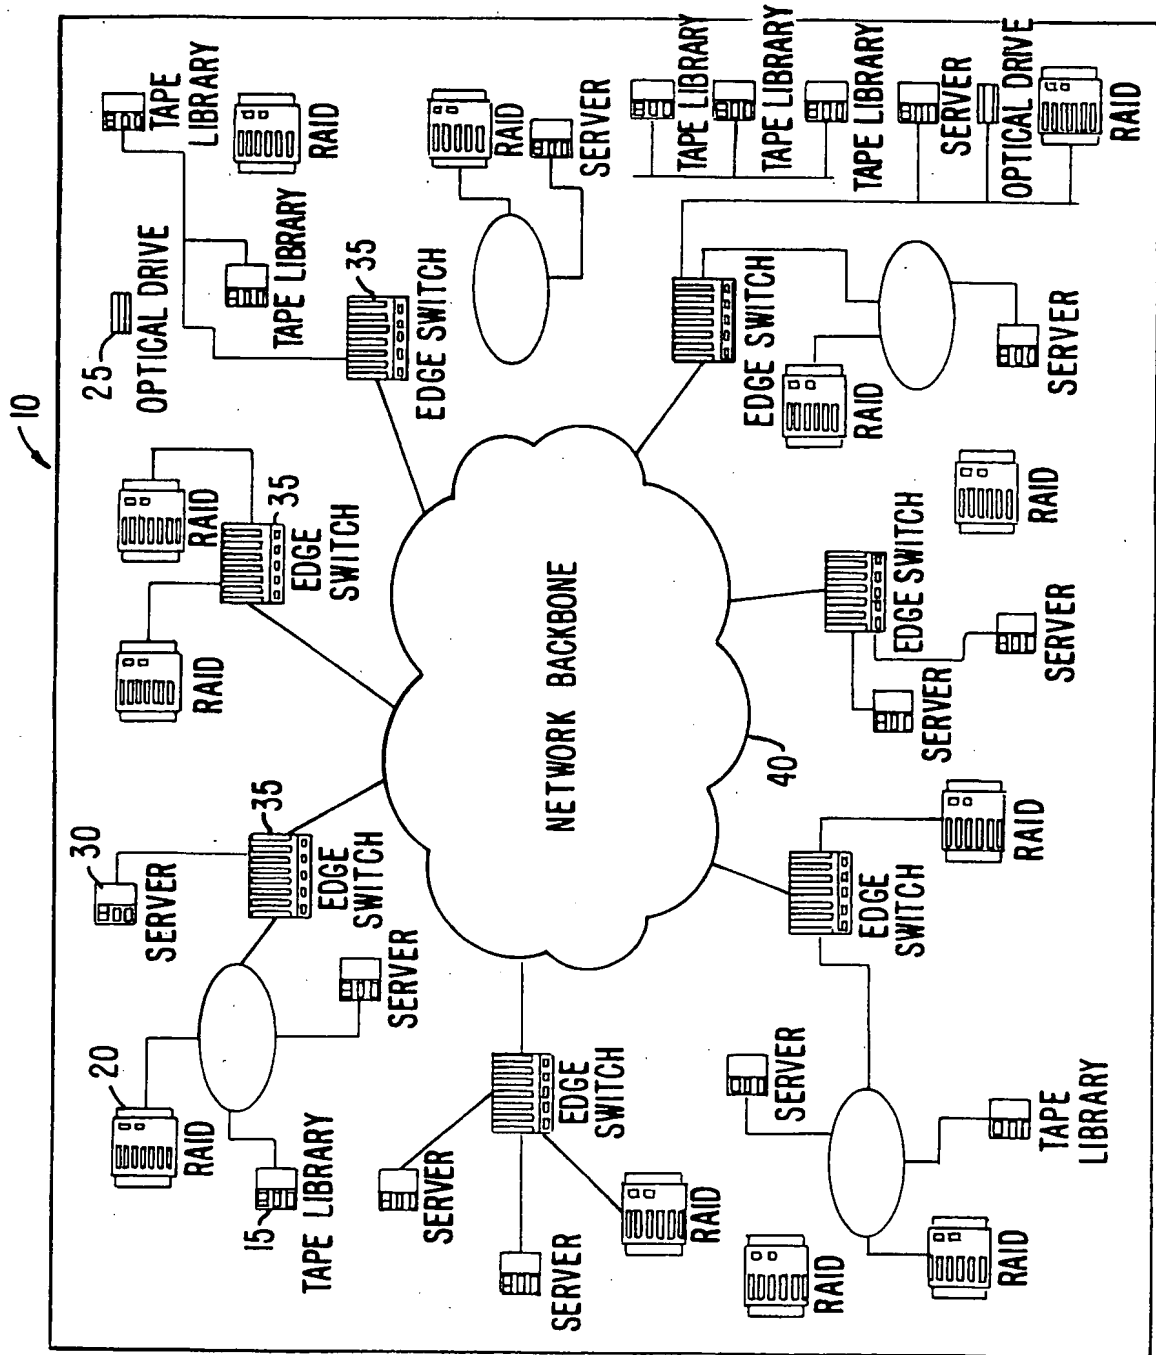 10
30
20
25
SERVER
RAID
RAID
RAID
OPTICAL DRIVE
TAPE
LIBRARY
15
35
35
TAPE LIBRARY
TAPE LIBRARY
RAID
EDGE
SWITCH
EDGE
SWITCH
35
SERVER
EDGE SWITCH
SERVER
RAID
NETWORK BACKBONE
SERVER
EDGE
SWITCH
SERVER
RAID
TAPE LIBRARY
EDGE SWITCH
TAPE LIBRARY
40
SERVER
RAID
RAID
TAPE LIBRARY
EDGE
SWITCH
EDGE SWITCH
SERVER
SERVER
RAID
OPTICAL DRIVE
RAID
RAID
TAPE
LIBRARY
SERVER
SERVER
RAID